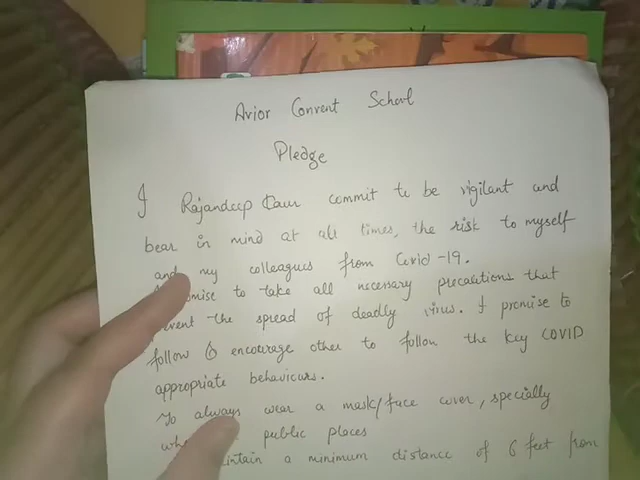 Avior Convent School
Pledge
I Rajandeep Kaur commit to be vigilant and
bear in mind at all times, the risk to myself
and my colleagues from Covid-19.
to take all necessary precautions that
the spread of deadly virus. I promise to
follow & encourage other to follow the key COVID
appropriate behaviours.
To always wear a mask/face cover, specially
public places
a minimum distance of 6 feet from